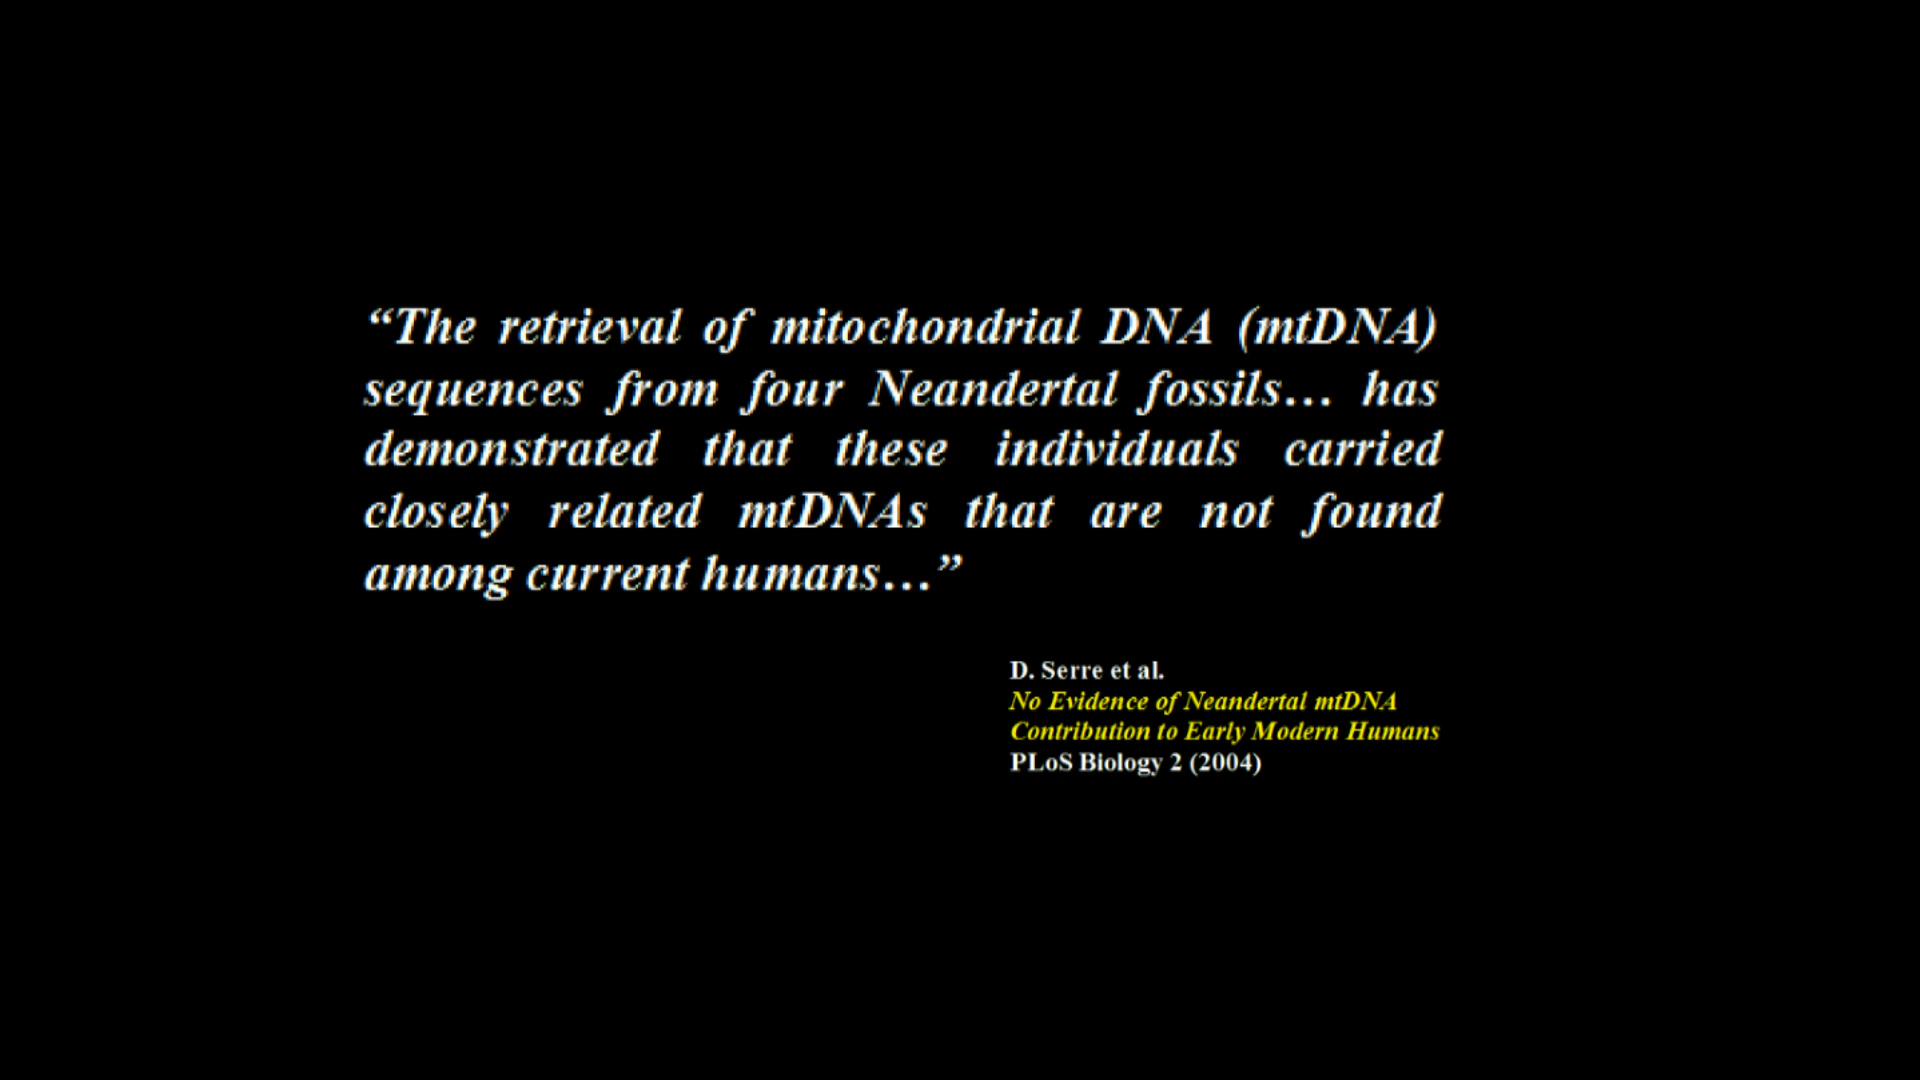 “The retrieval of mitochondrial DNA (mtDNA)
sequences from four Neandertal fossils… has
demonstrated that these individuals carried
closely related mtDNAs that are not found
among current humans…”
D. Serre et al.
No Evidence of Neandertal mtDNA
Contribution to Early Modern Humans
PLoS Biology 2 (2004)